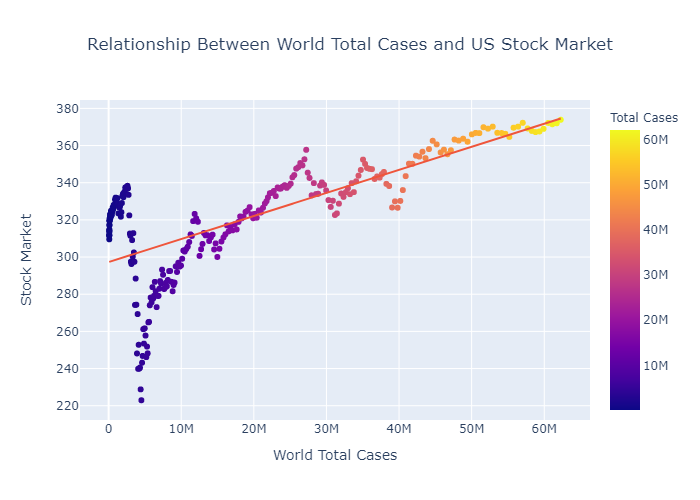 Relationship Between World Total Cases and US Stock Market
Total Cases
380
360
340
320
300
280
260
240
220
Stock Market
0
10M
20M
30M
40M
50M
60M
World Total Cases
60M
50M
40M
30M
20M
10M